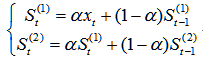 S_t^{(1)} = αx_t + (1-α)S_{t-1}^{(1)}
S_t^{(2)} = αS_t^{(1)} + (1-α)S_{t-1}^{(2)}